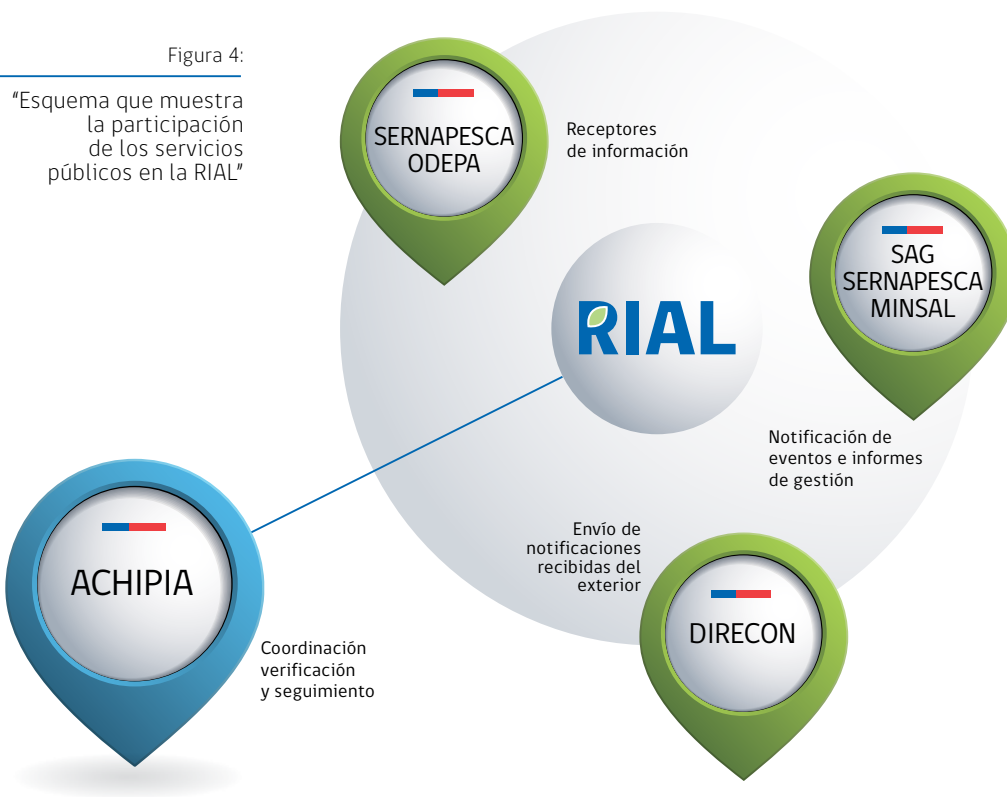 Figura 4:
"Esquema que muestra
la participación
de los servicios
públicos en la RIAL"
SERNAPESCA
ODEPA
Receptores
de información
SAG
SERNAPESCA
MINSAL
Notificación de
eventos e informes
de gestión
RIAL
Envío de
notificaciones
recibidas del
exterior
DIRECON
ACHIPIA
Coordinación
verificación
y seguimiento